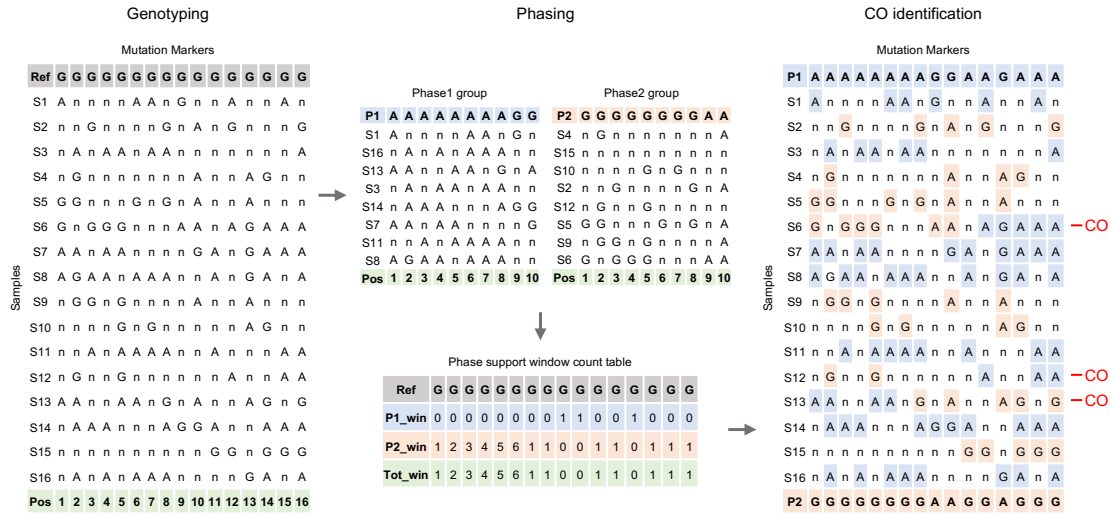 Genotyping
Mutation Markers
Ref G G G G G G G G G G G G G G G G
S1 A n n n n A A n G n n A n n A n
S2 n n G n n n n G n A n G n n n G
S3 n A n A A n A A n n n n n n n A
S4 n G n n n n n n n A n n A G n n
S5 G G n n n G n G n A n n A n n n
S6 G n G G G n n n A A n A G A A A
S7 A A n A A n n n n G A n G A A A
S8 A G A A n A A A n n A n G A n A
S9 n G G n G n n n n A n n A n n n
S10 n n n n G n G n n n n n A G n n
S11 n n A n A A A A n n A n n n A A
S12 n G n n G n n n n n n A n n A A
S13 A A n n A A n G n A n n A G n G
S14 n A A A n n n A G G A n n A A A
S15 n n n n n n n n n n G G n G G G
S16 n A n A n A A A n n n n G A n A
Pos 1 2 3 4 5 6 7 8 9 10 11 12 13 14 15 16
Samples
Phasing
Phase1 group
P1 A A A A A A A A G G
S1 A n n n n A A n G n
S16 n A n A n A A A n n
S13 A A n n A A n G n A
S3 n A n A A n A A n n
S14 n A A A n n n A G G
S7 A A n A A n n n n G
S11 n n A n A A A A n n
S8 A G A A n A A A n n
Pos 1 2 3 4 5 6 7 8 9 10
Phase2 group
P2 G G G G G G G G A A
S4 n G n n n n n n n A
S15 n n n n n n n n n n
S10 n n n n G n G n n n
S2 n n G n n n n G n A
S12 n G n n G n n n n n
S5 G G n n n G n G n A
S9 n G G n G n n n n A
S6 G n G G G n n n A A
Pos 1 2 3 4 5 6 7 8 9 10
Phase support window count table
Ref G G G G G G G G G G G G G G G G
P1_win 0 0 0 0 0 0 0 0 1 1 0 0 1 0 0 0
P2_win 1 2 3 4 5 6 1 1 0 0 1 1 0 1 1 1
Tot_win 1 2 3 4 5 6 1 1 0 0 1 1 0 1 1 1
CO identification
Mutation Markers
P1 A A A A A A A A G G A A G A A A
S1 A n n n n A A n G n n A n n A n
S2 n n G n n n n G n A n G n n n G
S3 n A n A A n A A n n n n n n n A
S4 n G n n n n n n n A n n A G n n
S5 G G n n n G n G n A n n A n n n
S6 G n G G G n n n A A n A G A A A CO
S7 A A n A A n n n n G A n G A A A
S8 A G A A n A A A n n A n G A n A
S9 n G G n G n n n n A n n A n n n
S10 n n n n G n G n n n n n A G n n
S11 n n A n A A A A n n A n n n A A
S12 n G n n G n n n n n n A n n A A CO
S13 A A n n A A n G n A n n A G n G CO
S14 n A A A n n n A G G A n n A A A
S15 n n n n n n n n n n G G n G G G
S16 n A n A n A A A n n n n G A n A
P2 G G G G G G G G A A G G A G G G
Samples